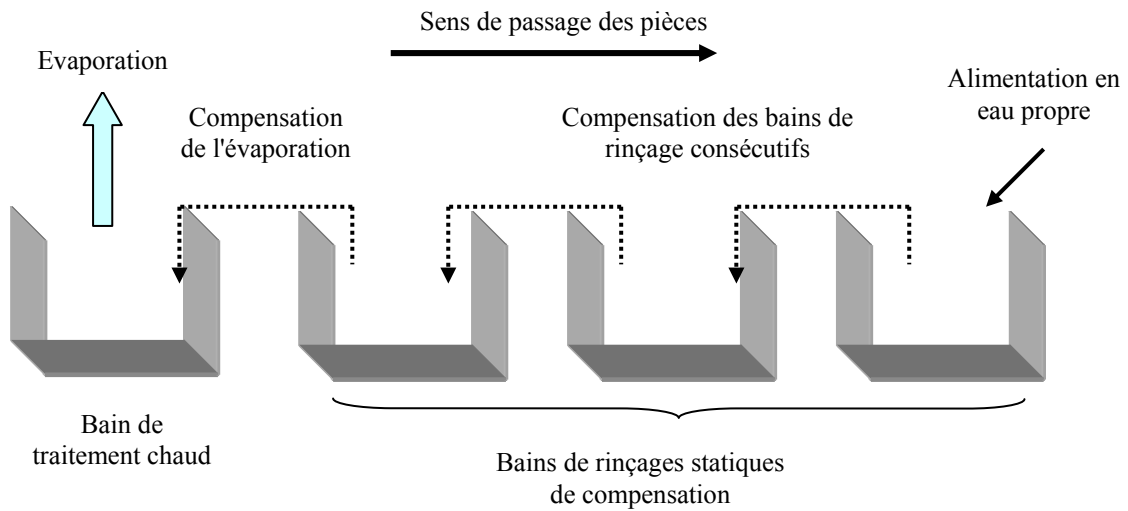 Sens de passage des pièces
Evaporation
Alimentation en
eau propre
Compensation
de l'évaporation
Compensation des bains de
rinçage consécutifs
Bain de
traitement chaud
Bains de rinçages statiques
de compensation